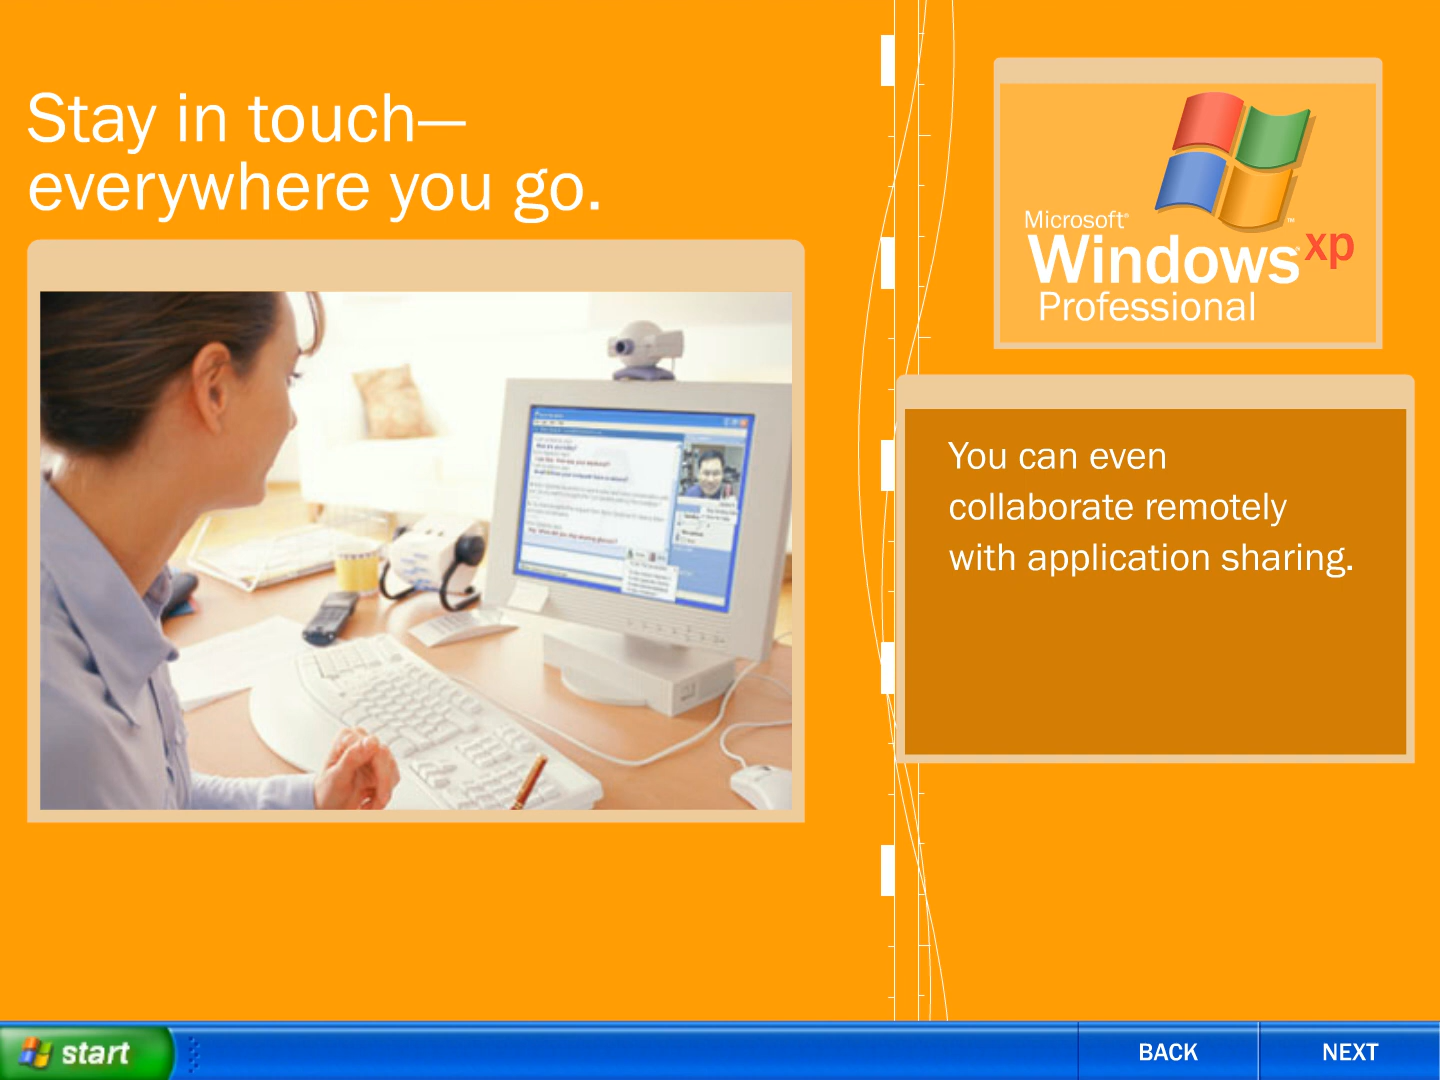 Stay in touch—
everywhere you go.
Microsoft®
Windows® xp
™
Professional
You can even
collaborate remotely
with application sharing.
start
BACK
NEXT